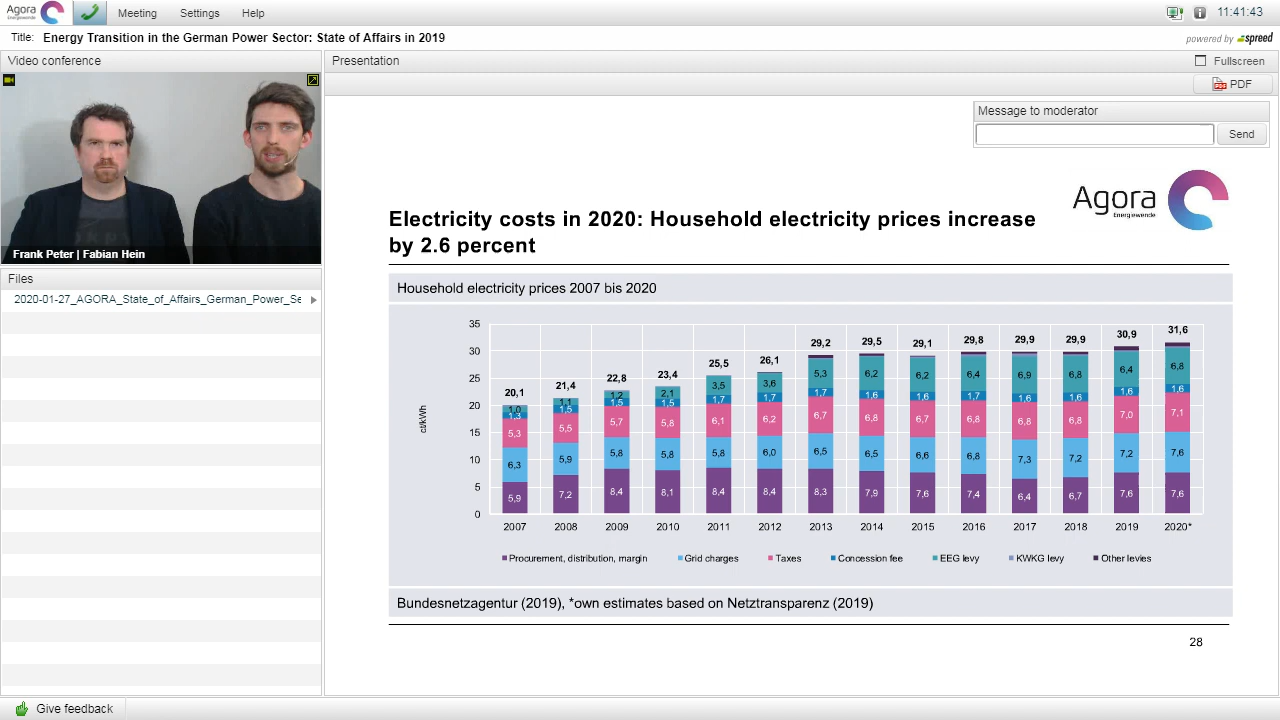 Agora
Energiewende
Meeting
Settings
Help
11:41:43
Title: Energy Transition in the German Power Sector: State of Affairs in 2019
powered by spreed
Video conference
Presentation
Fullscreen
PDF
Message to moderator
Send
Frank Peter | Fabian Hein
Files
2020-01-27_AGORA_State_of_Affairs_German_Power_Se
Agora
Energiewende
Electricity costs in 2020: Household electricity prices increase
by 2.6 percent
Household electricity prices 2007 bis 2020
ct/kWh
35
30
25
20
15
10
5
0
20,1 21,4 22,8 23,4 25,5 26,1 29,2 29,5 29,1 29,8 29,9 29,9 30,9 31,6
1,0 1,1 1,2 2,1 3,5 3,6 5,3 6,2 6,2 6,4 6,9 6,8 6,4 6,8
1,3 1,5 1,5 1,5 1,7 1,7 1,7 1,6 1,6 1,7 1,6 1,6 1,6 1,6
5,3 5,5 5,7 5,8 6,1 6,2 6,7 6,8 6,7 6,8 6,8 6,8 7,0 7,1
6,3 5,9 5,8 5,8 5,8 6,0 6,5 6,5 6,6 6,8 7,3 7,2 7,2 7,6
5,9 7,2 8,4 8,1 8,4 8,4 8,3 7,9 7,6 7,4 6,4 6,7 7,6 7,6
2007 2008 2009 2010 2011 2012 2013 2014 2015 2016 2017 2018 2019 2020*
Procurement, distribution, margin Grid charges Taxes Concession fee EEG levy KWKG levy Other levies
Bundesnetzagentur (2019), *own estimates based on Netztransparenz (2019)
28
Give feedback